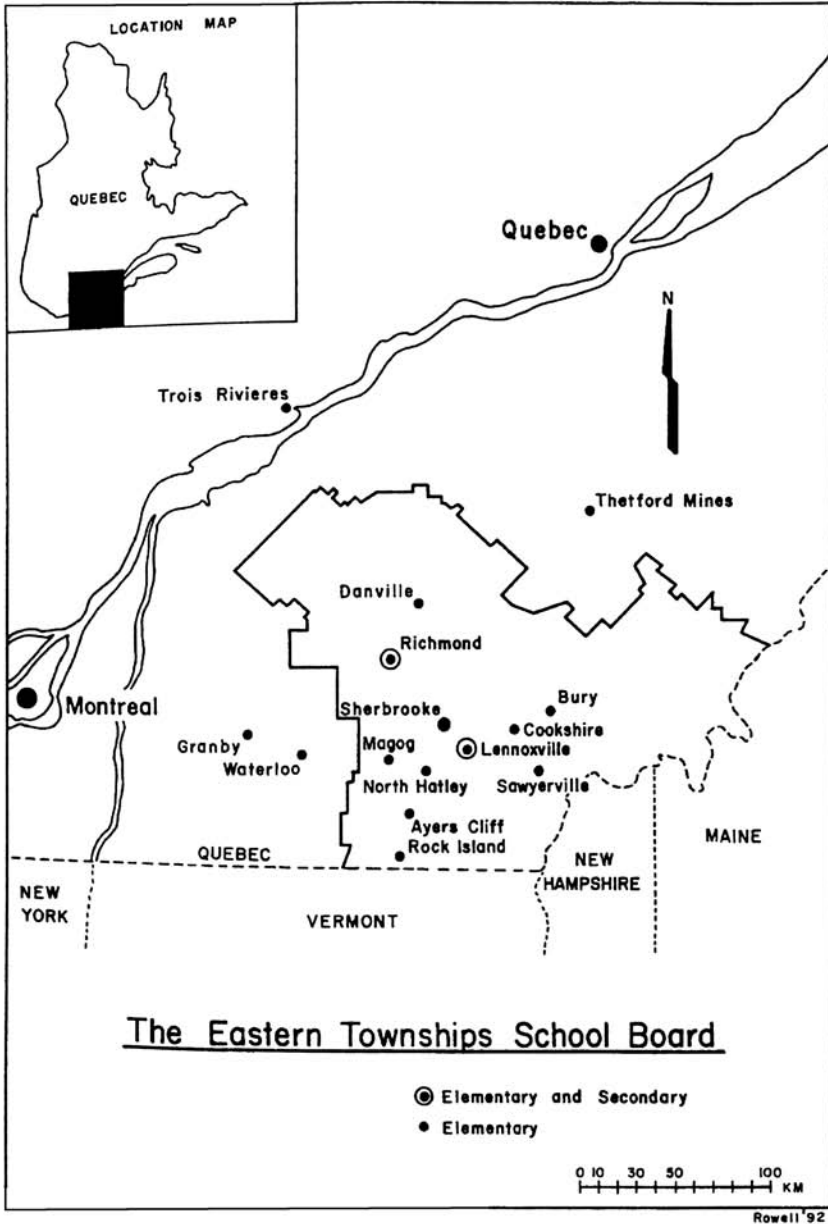 LOCATION MAP
QUEBEC
Quebec
N
Trois Rivieres
Thetford Mines
Danville
Richmond
Montreal
Sherbrooke
Bury
Cookshire
Granby
Waterloo
Magog
Lennoxville
North Hatley
Sawyerville
Ayers Cliff
Rock Island
QUEBEC
NEW
YORK
VERMONT
NEW
HAMPSHIRE
MAINE
The Eastern Townships School Board
Elementary and Secondary
Elementary
0 10 30 50 100
KM
Rowell '92